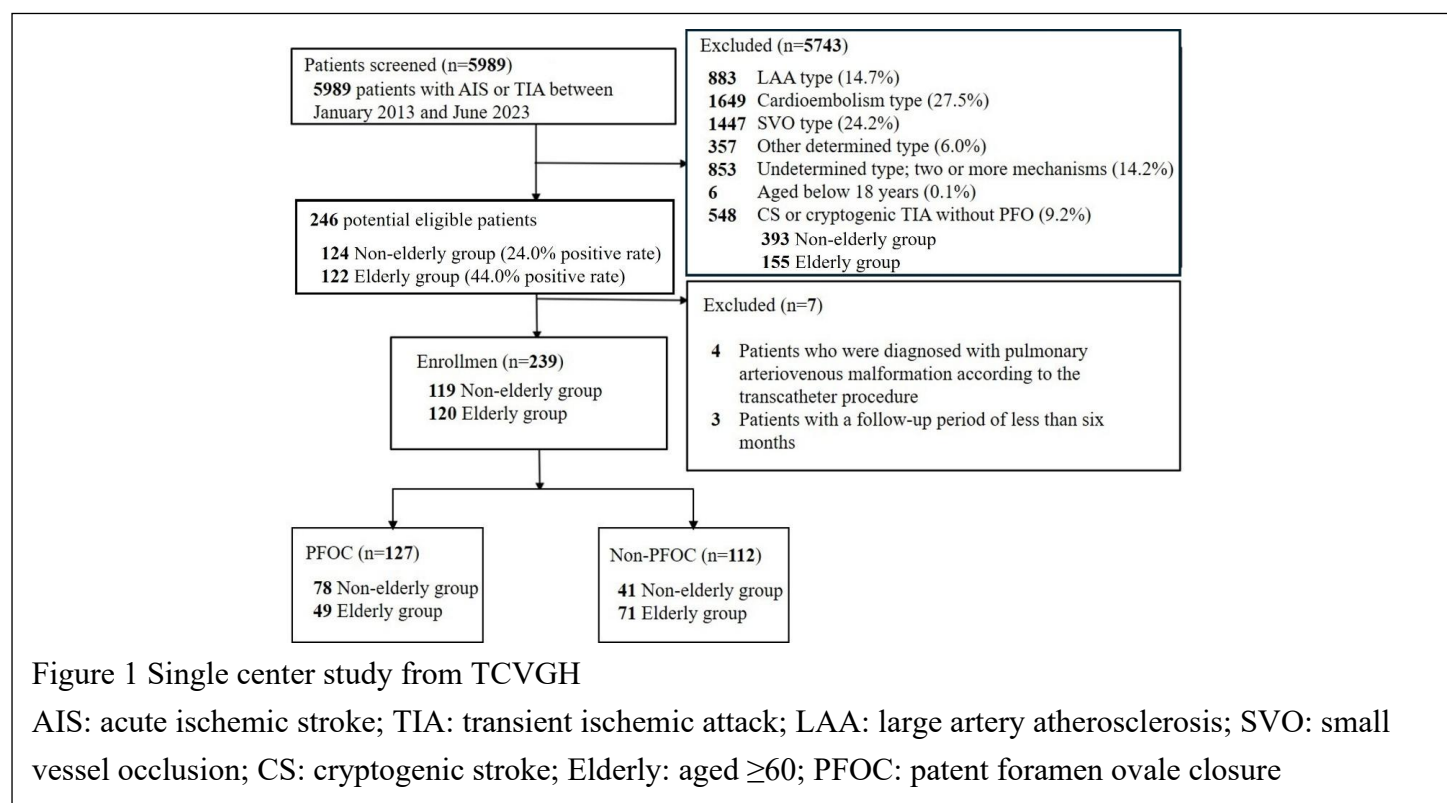 Patients screened (n=5989)
5989 patients with AIS or TIA between
January 2013 and June 2023
Excluded (n=5743)
883 LAA type (14.7%)
1649 Cardioembolism type (27.5%)
1447 SVO type (24.2%)
357 Other determined type (6.0%)
853 Undetermined type; two or more mechanisms (14.2%)
6 Aged below 18 years (0.1%)
548 CS or cryptogenic TIA without PFO (9.2%)
393 Non-elderly group
155 Elderly group
246 potential eligible patients
124 Non-elderly group (24.0% positive rate)
122 Elderly group (44.0% positive rate)
Excluded (n=7)
4 Patients who were diagnosed with pulmonary
arteriovenous malformation according to the
transcatheter procedure
3 Patients with a follow-up period of less than six
months
Enrollmen (n=239)
119 Non-elderly group
120 Elderly group
PFOC (n=127)
78 Non-elderly group
49 Elderly group
Non-PFOC (n=112)
41 Non-elderly group
71 Elderly group
Figure 1 Single center study from TCVGH
AIS: acute ischemic stroke; TIA: transient ischemic attack; LAA: large artery atherosclerosis; SVO: small
vessel occlusion; CS: cryptogenic stroke; Elderly: aged ≥60; PFOC: patent foramen ovale closure